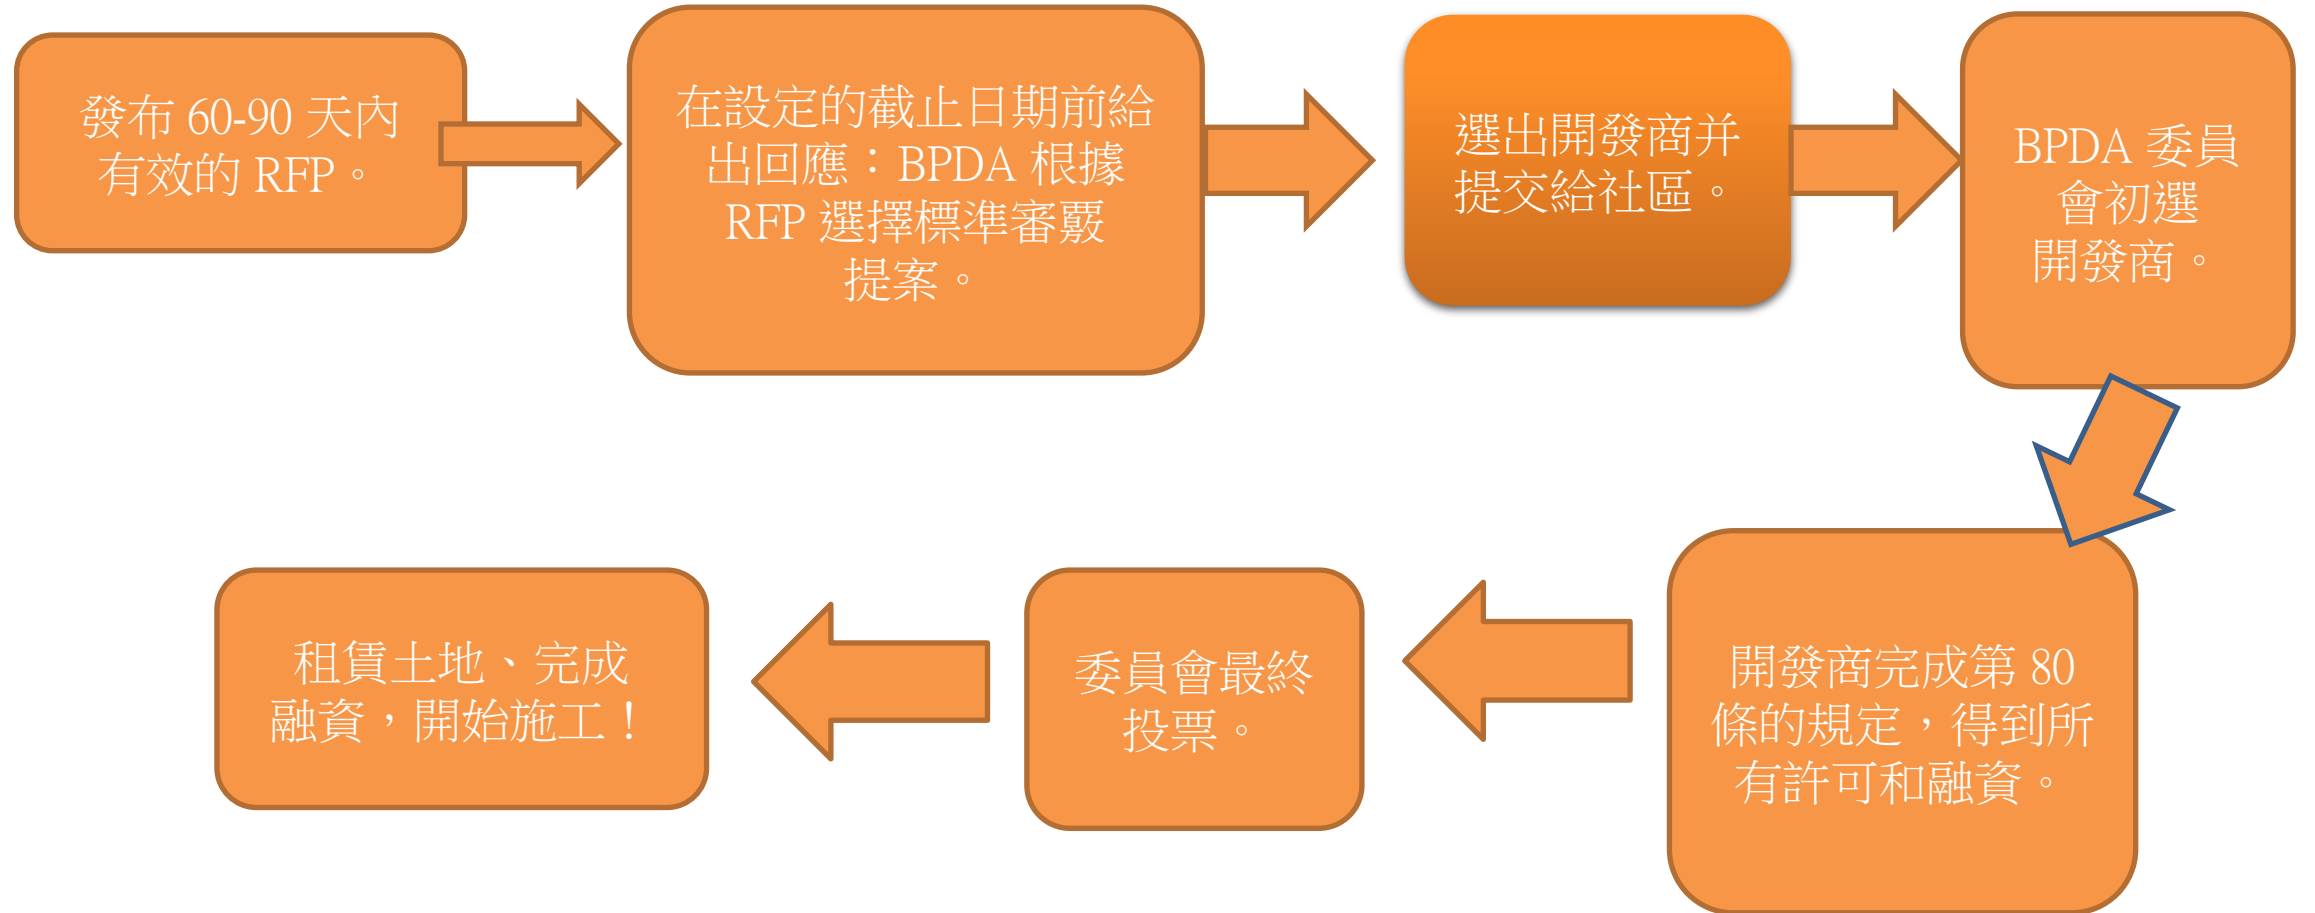 發布 60-90 天內
有效的 RFP。
在設定的截止日期前給
出回應：BPDA 根據
RFP 選擇標準審覈
提案。
選出開發商并
提交給社區。
BPDA 委員
會初選
開發商。
開發商完成第 80
條的規定，得到所
有許可和融資。
委員會最終
投票。
租賃土地、完成
融資，開始施工！